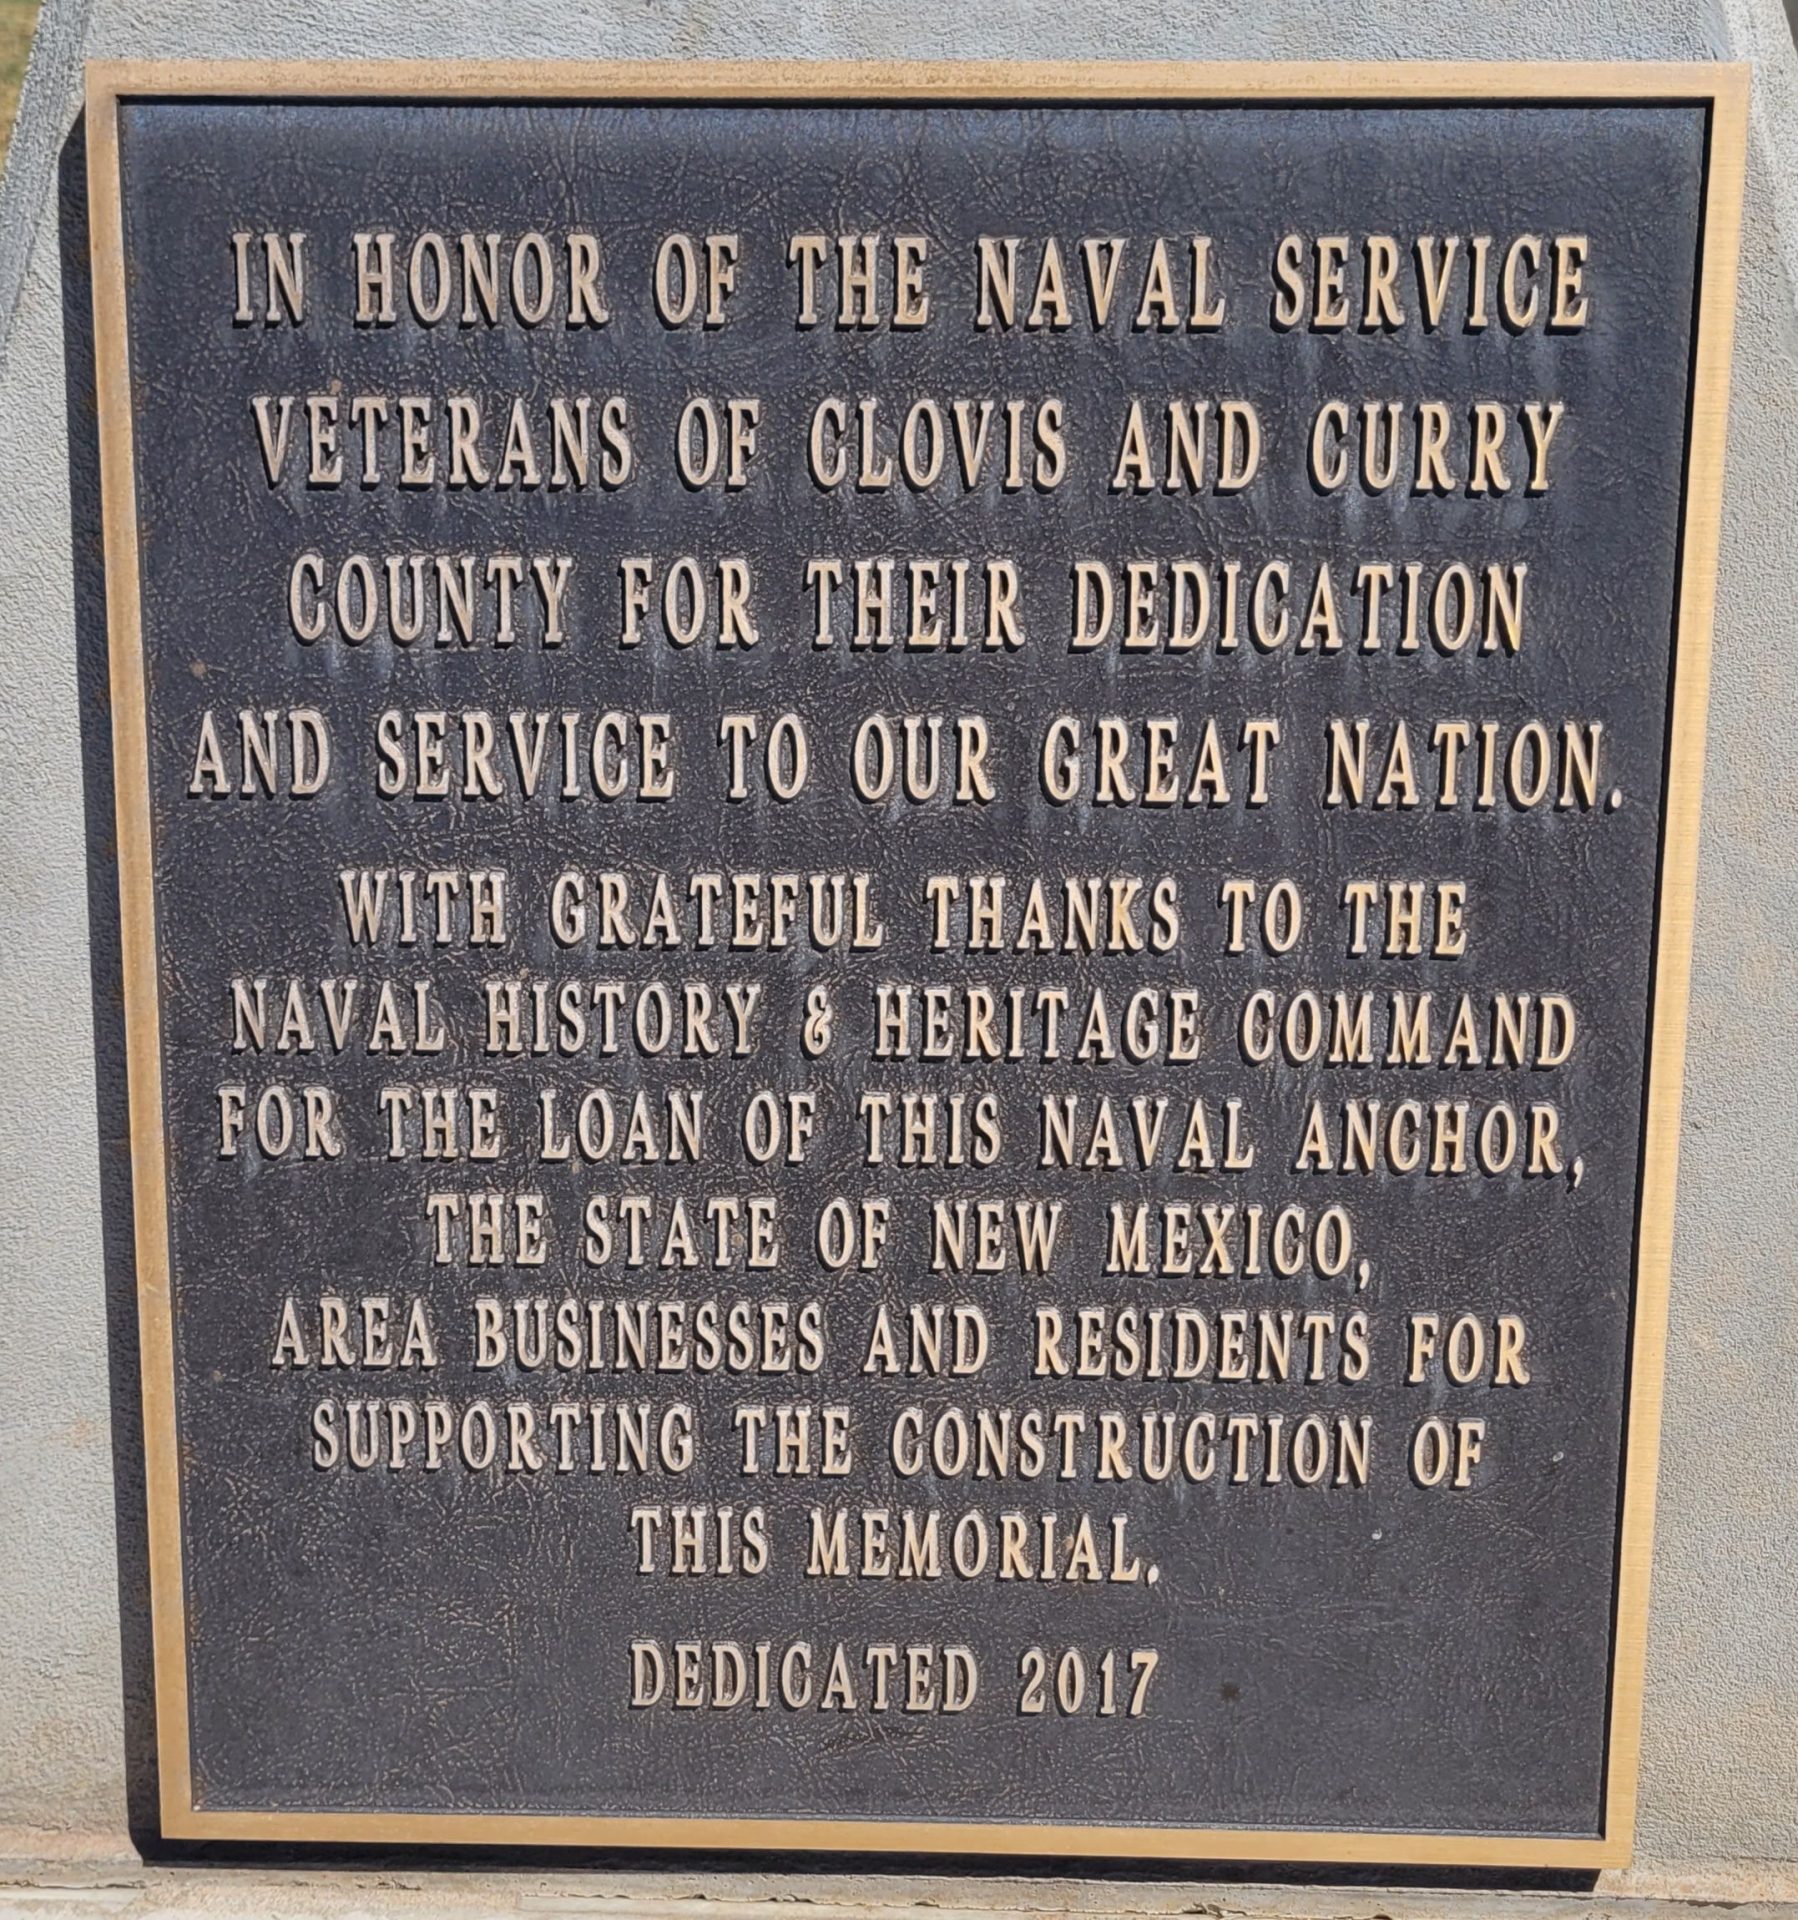 IN HONOR OF THE NAVAL SERVICE
VETERANS OF CLOVIS AND CURRY
COUNTY FOR THEIR DEDICATION
AND SERVICE TO OUR GREAT NATION.
WITH GRATEFUL THANKS TO THE
NAVAL HISTORY & HERITAGE COMMAND
FOR THE LOAN OF THIS NAVAL ANCHOR,
THE STATE OF NEW MEXICO,
AREA BUSINESSES AND RESIDENTS FOR
SUPPORTING THE CONSTRUCTION OF
THIS MEMORIAL.
DEDICATED 2017